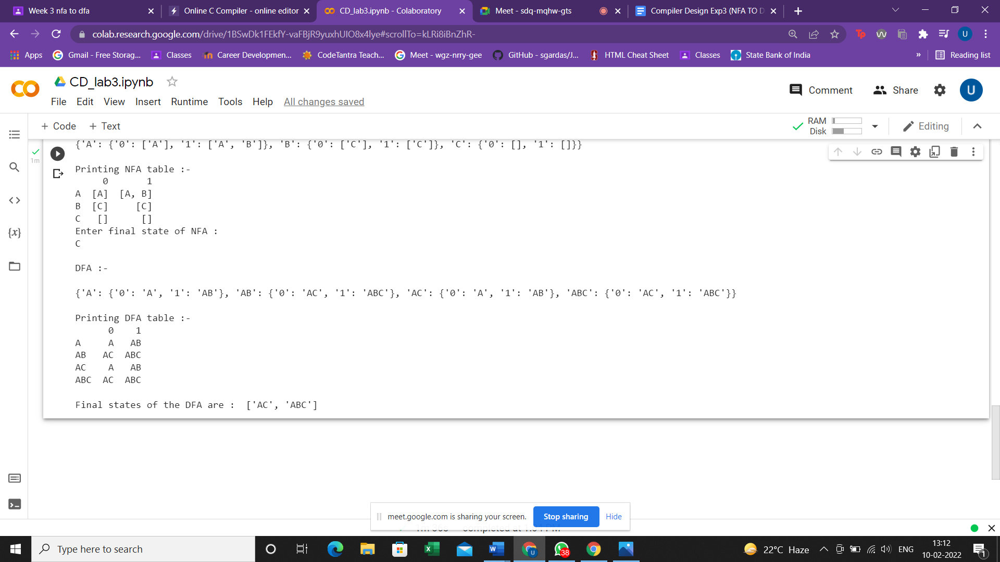 Week 3 nfa to dfa
Online C Compiler - online editor
CD_lab3.ipynb - Colaboratory
Meet - sdq-mqhw-gts
Compiler Design Exp3 (NFA TO D
colab.research.google.com/drive/1BSwDk1FEkfY-vaFBjR9yuxhUIO8x4lye#scrollTo=kLRi8iBnZhR-
U
Apps
Gmail - Free Storag...
Classes
Career Developmen...
CodeTantra Teach...
Meet - wgz-nrry-gee
GitHub - sgardas/J...
HTML Cheat Sheet
Classes
State Bank of India
»
Reading list
CD_lab3.ipynb
Comment
Share
U
File Edit View Insert Runtime Tools Help All changes saved
+ Code + Text
RAM
Disk
Editing
{'A': {'0': ['A'], '1': ['A', 'B']}, 'B': {'0': ['C'], '1': ['C']}, 'C': {'0': [], '1': []}}
1m
Printing NFA table :-
0 1
A [A] [A, B]
B [C] [C]
C [] []
Enter final state of NFA :
C
DFA :-
{'A': {'0': 'A', '1': 'AB'}, 'AB': {'0': 'AC', '1': 'ABC'}, 'AC': {'0': 'A', '1': 'AB'}, 'ABC': {'0': 'AC', '1': 'ABC'}}
Printing DFA table :-
0 1
A A AB
AB AC ABC
AC A AB
ABC AC ABC
Final states of the DFA are : ['AC', 'ABC']
meet.google.com is sharing your screen.
Stop sharing
Hide
Type here to search
38
22°C Haze
ENG
13:12
10-02-2022
1